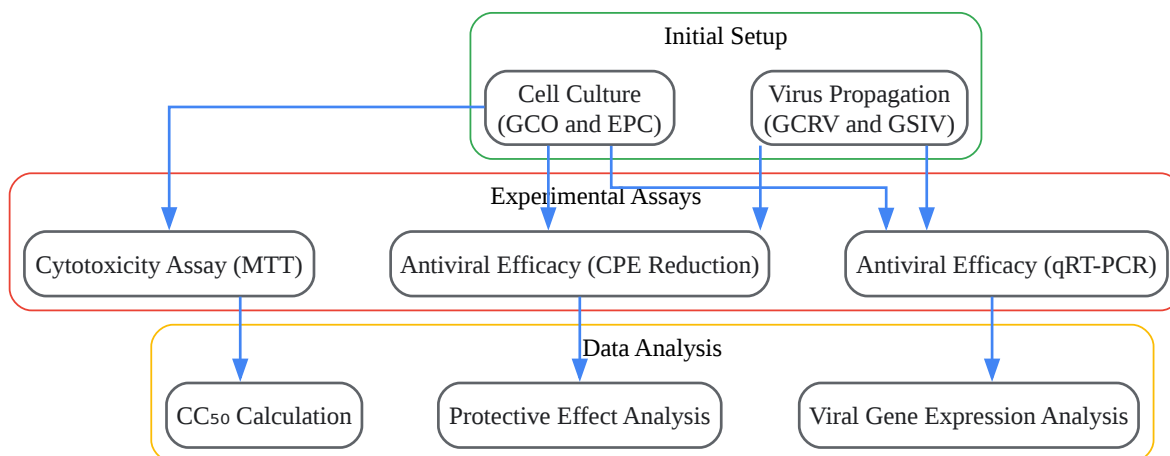 Initial Setup
Cell Culture
(GCO and EPC)
Virus Propagation
(GCRV and GSIV)
Experimental Assays
Cytotoxicity Assay (MTT)
Antiviral Efficacy (CPE Reduction)
Antiviral Efficacy (qRT-PCR)
Data Analysis
CC₅₀ Calculation
Protective Effect Analysis
Viral Gene Expression Analysis